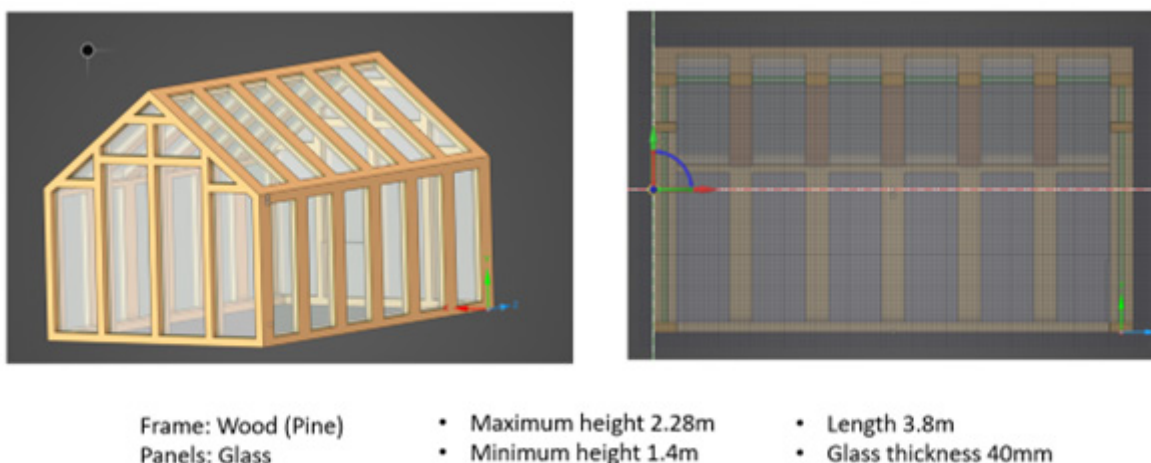 Frame: Wood (Pine)
Panels: Glass
• Maximum height 2.28m
• Minimum height 1.4m
• Length 3.8m
• Glass thickness 40mm